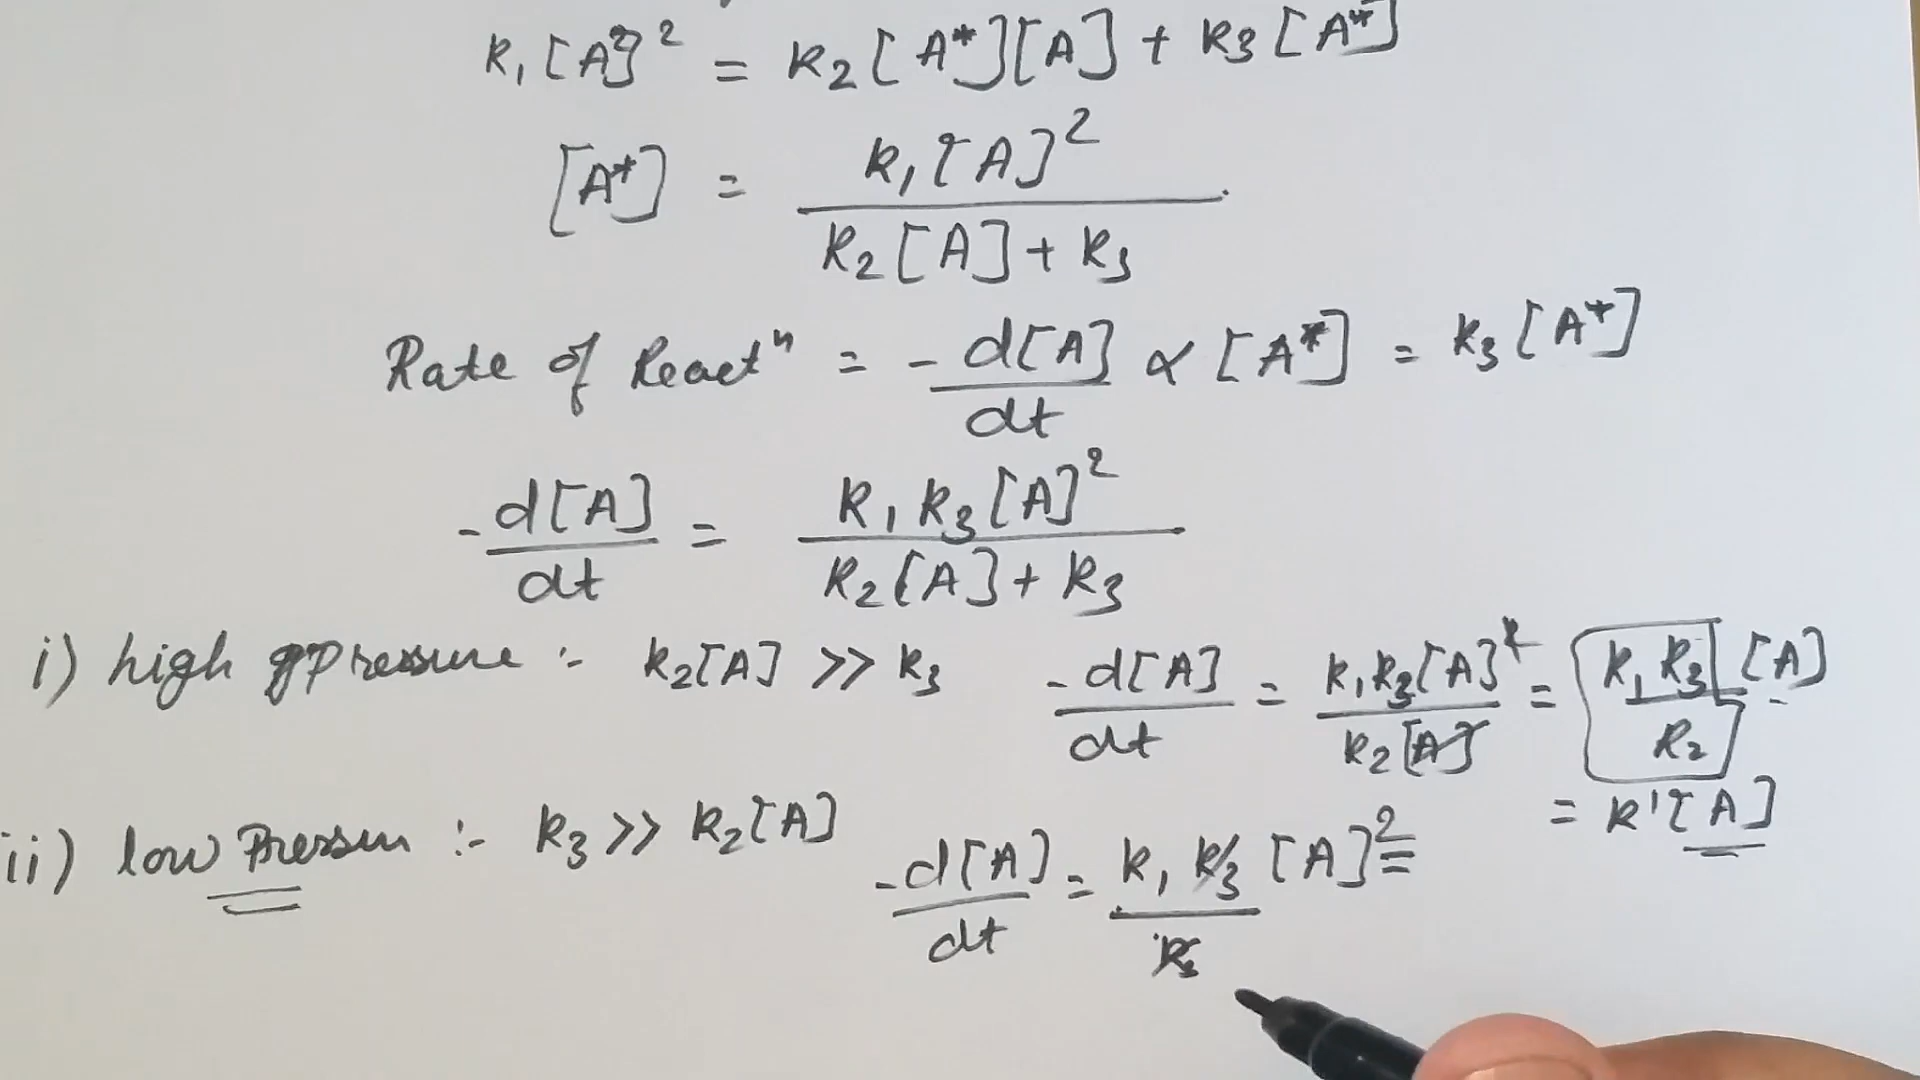 k₁[A]² = k₂[A*][A] + k₃[A*]
[A*] = k₁[A]² / k₂[A] + k₃
Rate of Reactⁿ = - d[A]/dt ∝ [A*] = k₃[A*]
- d[A]/dt = k₁k₃[A]² / k₂[A] + k₃
i) high Pressure :- k₂[A] >> k₃ - d[A]/dt = k₁k₃[A]² / k₂[A] = k₁k₃/k₂ [A]
= k'[A]
ii) low Pressure :- k₃ >> k₂[A] - d[A]/dt = k₁k₃[A]² / k₃